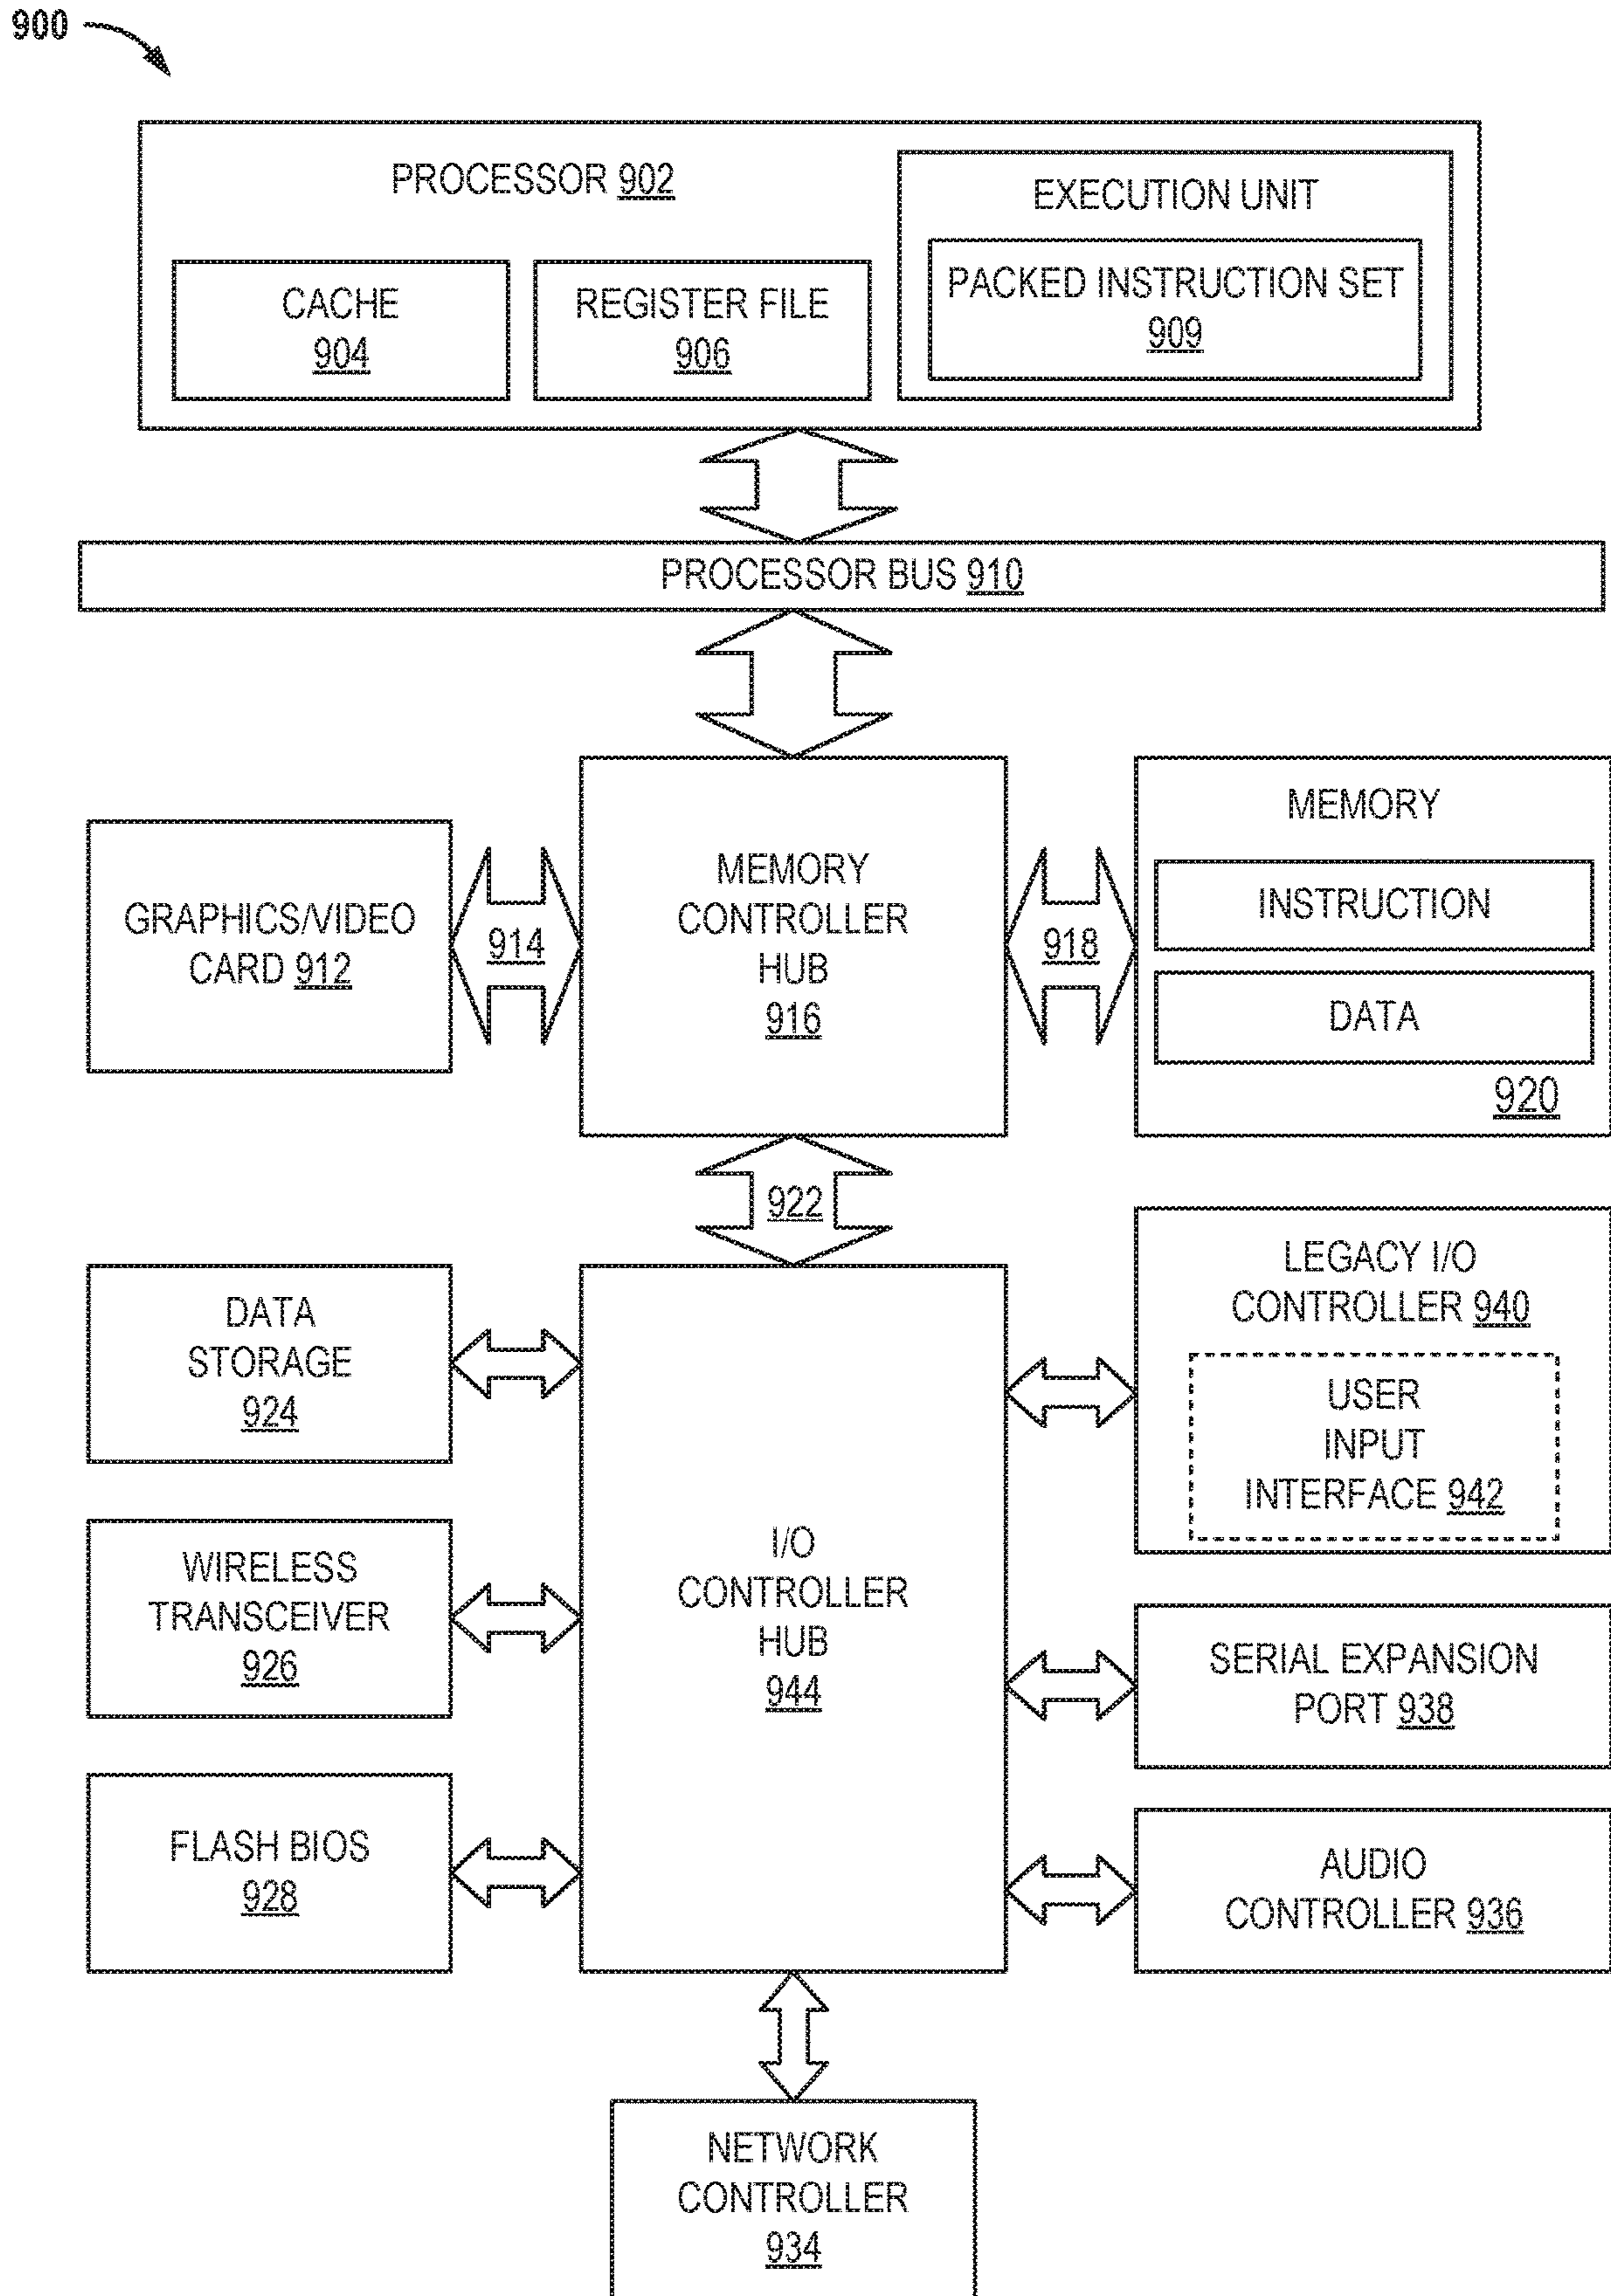 900
PROCESSOR 902
EXECUTION UNIT
CACHE
904
REGISTER FILE
906
PACKED INSTRUCTION SET
909
PROCESSOR BUS 910
GRAPHICS/VIDEO
CARD 912
914
MEMORY
CONTROLLER
HUB
916
918
MEMORY
INSTRUCTION
DATA
920
922
DATA
STORAGE
924
WIRELESS
TRANSCEIVER
926
FLASH BIOS
928
I/O
CONTROLLER
HUB
944
LEGACY I/O
CONTROLLER 940
USER
INPUT
INTERFACE 942
SERIAL EXPANSION
PORT 938
AUDIO
CONTROLLER 936
NETWORK
CONTROLLER
934